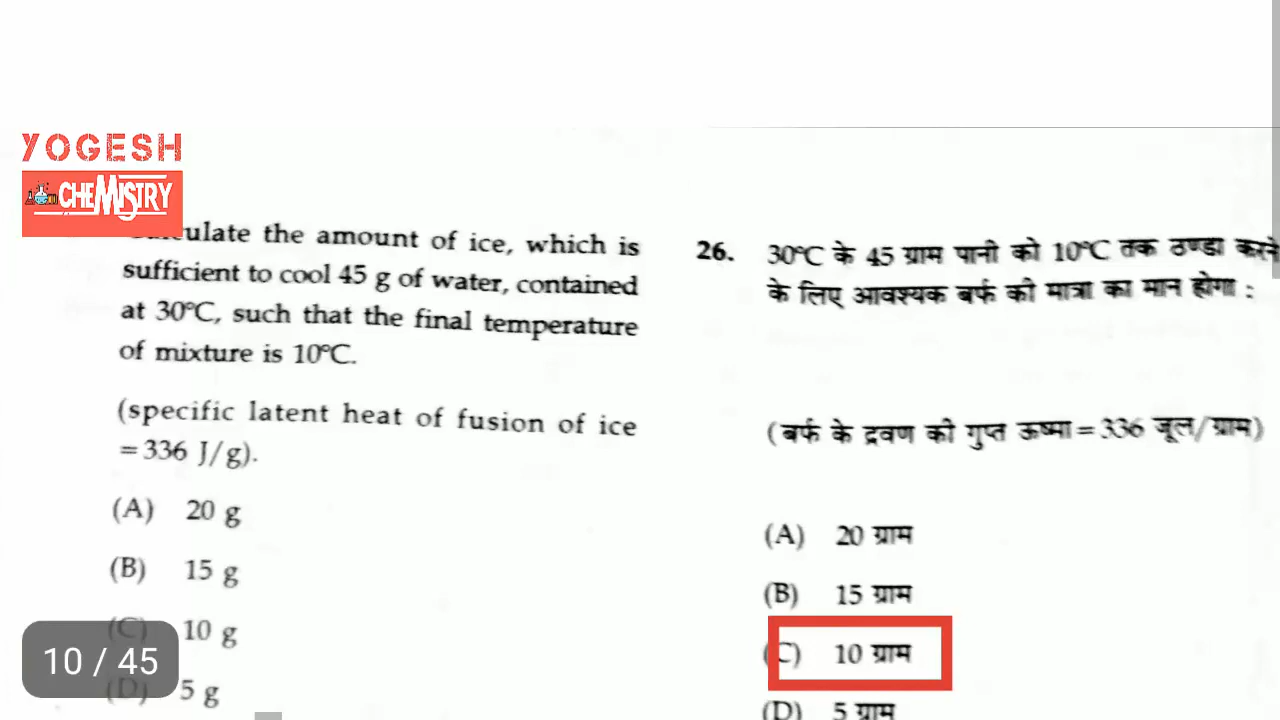 YOGESH
CHEMISTRY
ulate the amount of ice, which is
sufficient to cool 45 g of water, contained
at 30°C, such that the final temperature
of mixture is 10°C.
(specific latent heat of fusion of ice
= 336 J/g).
(A) 20 g
(B) 15 g
(C) 10 g
(D) 5 g
10 / 45
26. 30°C के 45 ग्राम पानी को 10°C तक ठण्डा करने
के लिए आवश्यक बर्फ की मात्रा का मान होगा :
(बर्फ के द्रवण की गुप्त ऊष्मा = 336 जूल/ग्राम)
(A) 20 ग्राम
(B) 15 ग्राम
(C) 10 ग्राम
(D) 5 ग्राम